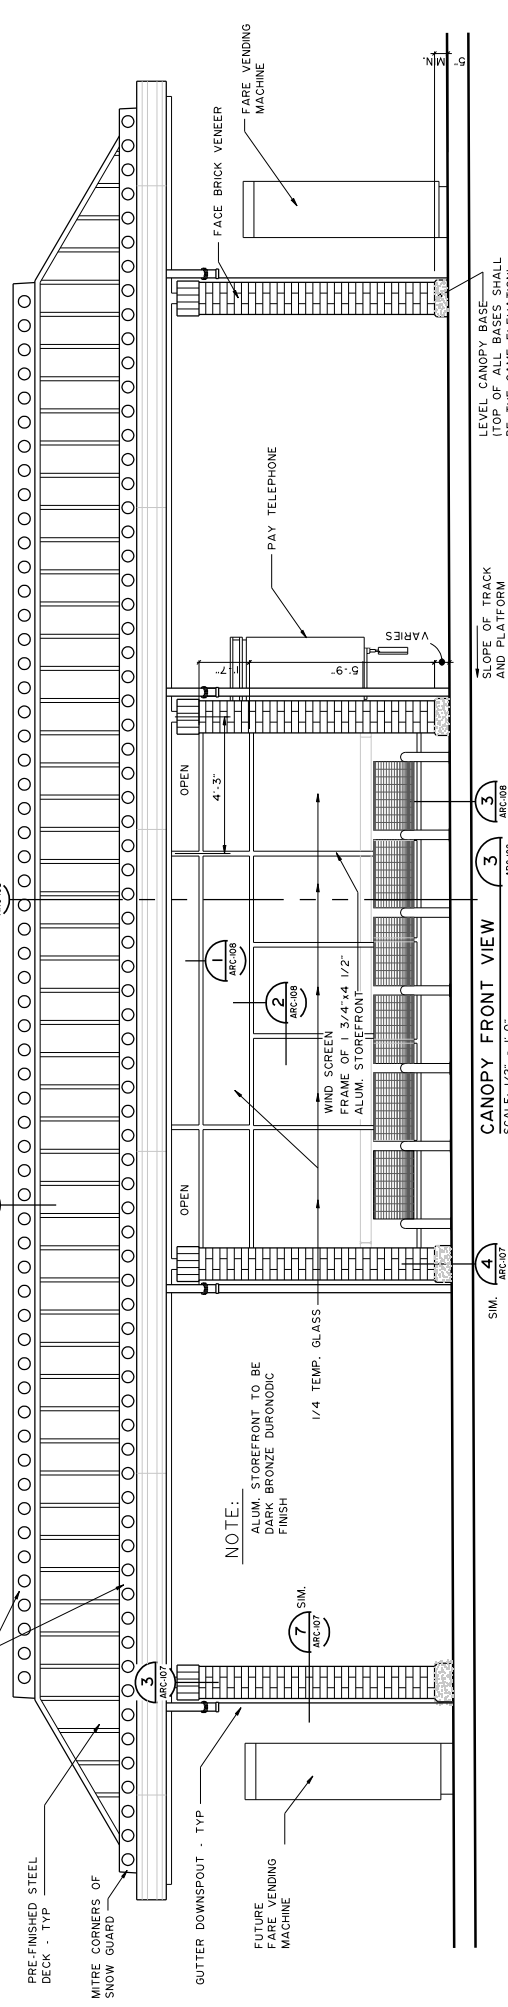 PRE-FINISHED STEEL
DECK - TYP
MITRE CORNERS OF
SNOW GUARD
GUTTER DOWNSPOUT - TYP
FUTURE
FARE VENDING
MACHINE
3
ARC-107
7
ARC-107
SIM.
NOTE:
ALUM. STOREFRONT TO BE
DARK BRONZE DURONODIC
FINISH
1/4 TEMP. GLASS
4
ARC-107
SIM.
OPEN
WIND SCREEN
FRAME OF 1 3/4"x4 1/2"
ALUM. STOREFRONT
1
ARC-108
2
ARC-108
OPEN
4'-3"
1'-7"
5'-9"
VARIES
3
ARC-108
3
CANOPY FRONT VIEW
PAY TELEPHONE
SLOPE OF TRACK
AND PLATFORM
FACE BRICK VENEER
FARE VENDING
MACHINE
LEVEL CANOPY BASE
(TOP OF ALL BASES SHALL
5"
MIN.